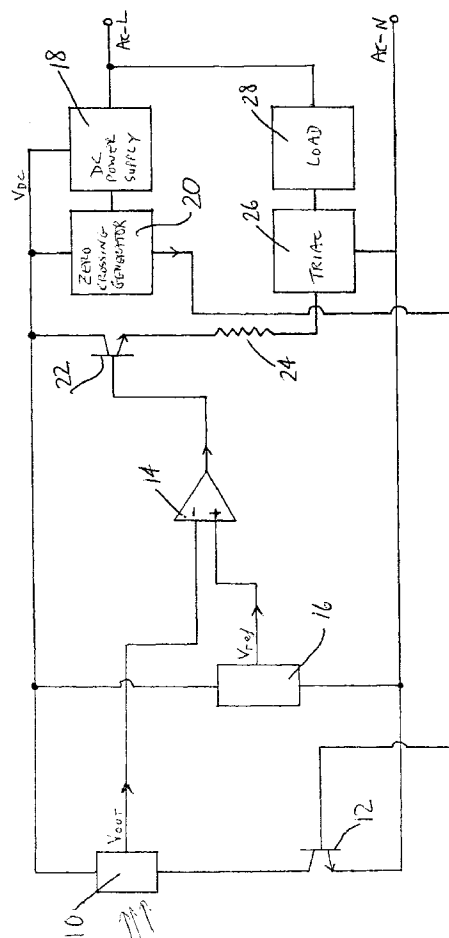 AC-L
AC-N
18
DC
POWER
SUPPLY
VDC
28
LOAD
20
ZERO
CROSSING
GENERATOR
26
TRIAC
22
24
14
-
+
Vref
16
VOUT
10
12